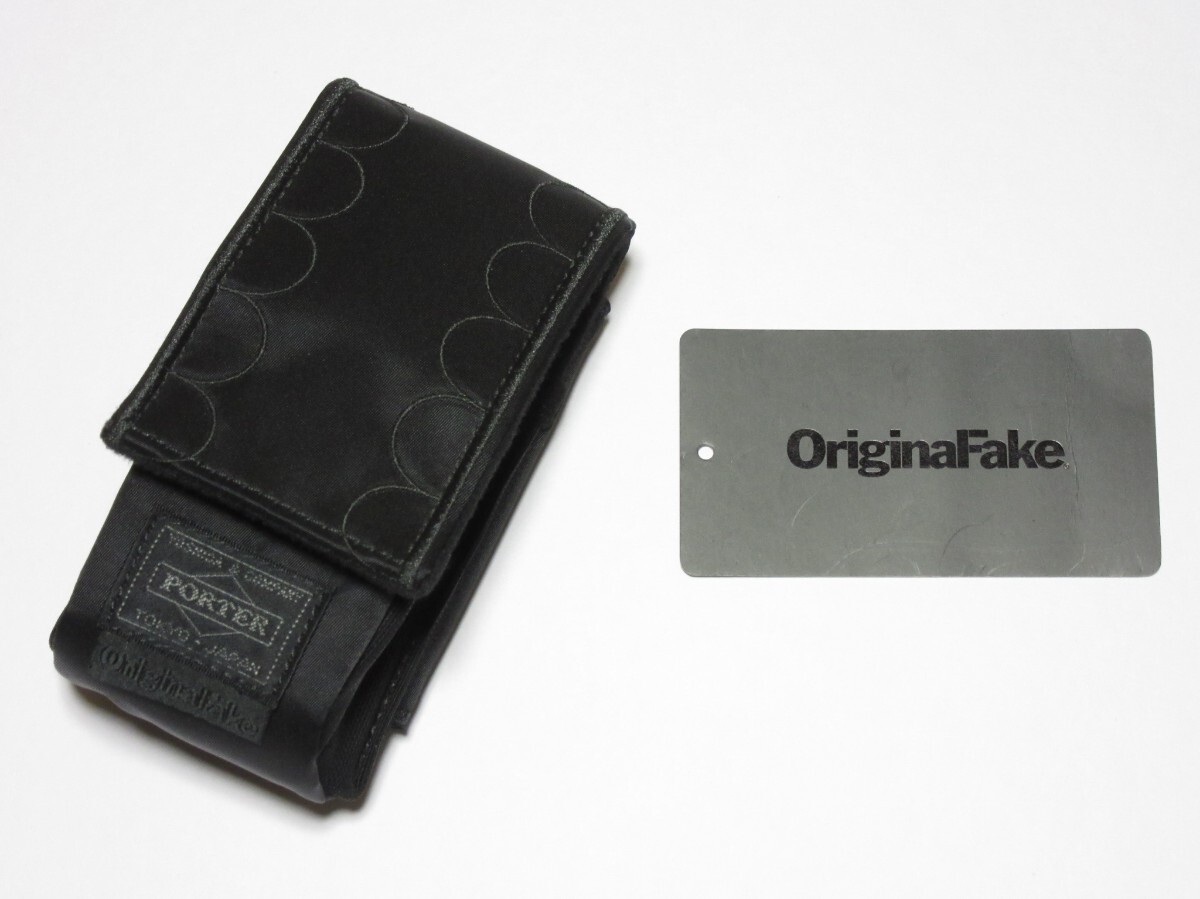 YOSHIDA & COMPANY
PORTER
TOKYO - JAPAN
OriginalFake
OriginaFake